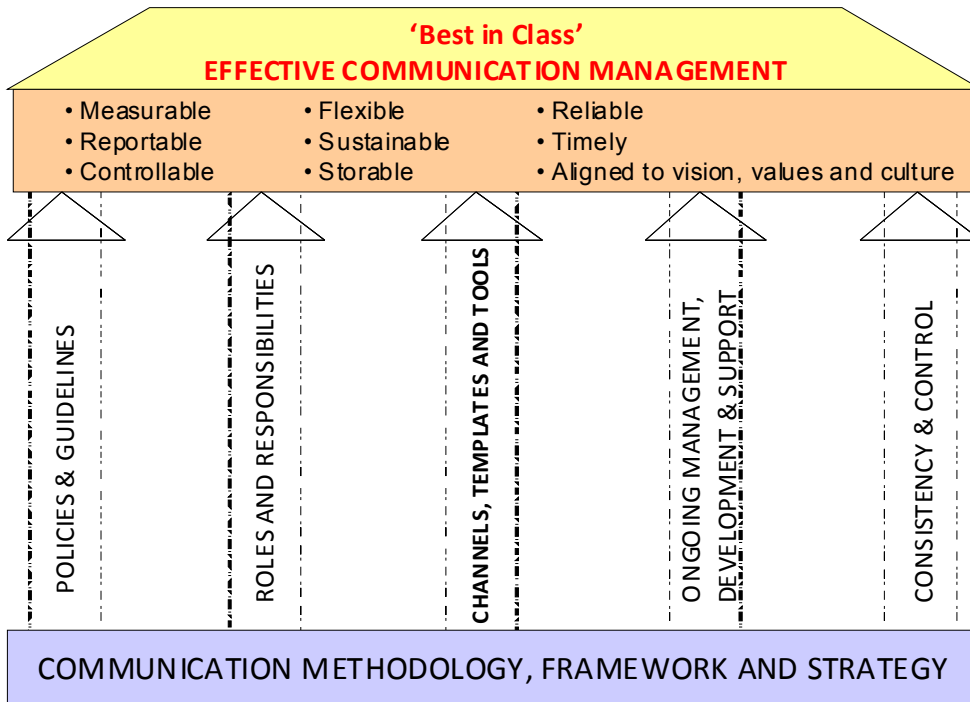 ‘Best in Class’
EFFECTIVE COMMUNICATION MANAGEMENT
• Measurable
• Reportable
• Controllable
• Flexible
• Sustainable
• Storable
• Reliable
• Timely
• Aligned to vision, values and culture
POLICIES & GUIDELINES
ROLES AND RESPONSIBILITIES
CHANNELS, TEMPLATES AND TOOLS
ONGOING MANAGEMENT,
DEVELOPMENT & SUPPORT
CONSISTENCY & CONTROL
COMMUNICATION METHODOLOGY, FRAMEWORK AND STRATEGY